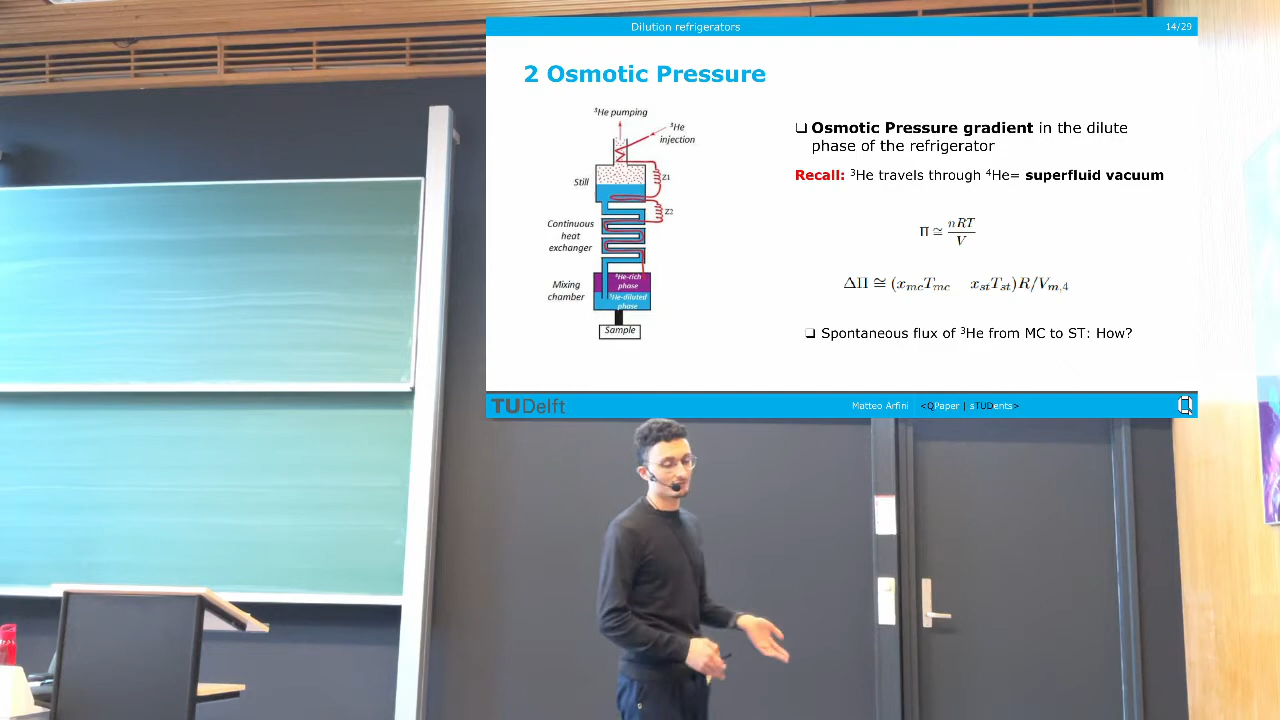 Dilution refrigerators
14/29
2 Osmotic Pressure
³He pumping
³He
injection
Still
Z1
Z2
Continuous
heat
exchanger
Mixing
chamber
³He-rich
phase
³He-diluted
phase
Sample
❑ Osmotic Pressure gradient in the dilute
phase of the refrigerator
Recall: ³He travels through ⁴He= superfluid vacuum
Π ≅ nRT/V
ΔΠ ≅ (x_mc T_mc   x_st T_st)R/V_m,4
❑ Spontaneous flux of ³He from MC to ST: How?
TUDelft
Matteo Arfini
<QPaper | sTUDents>